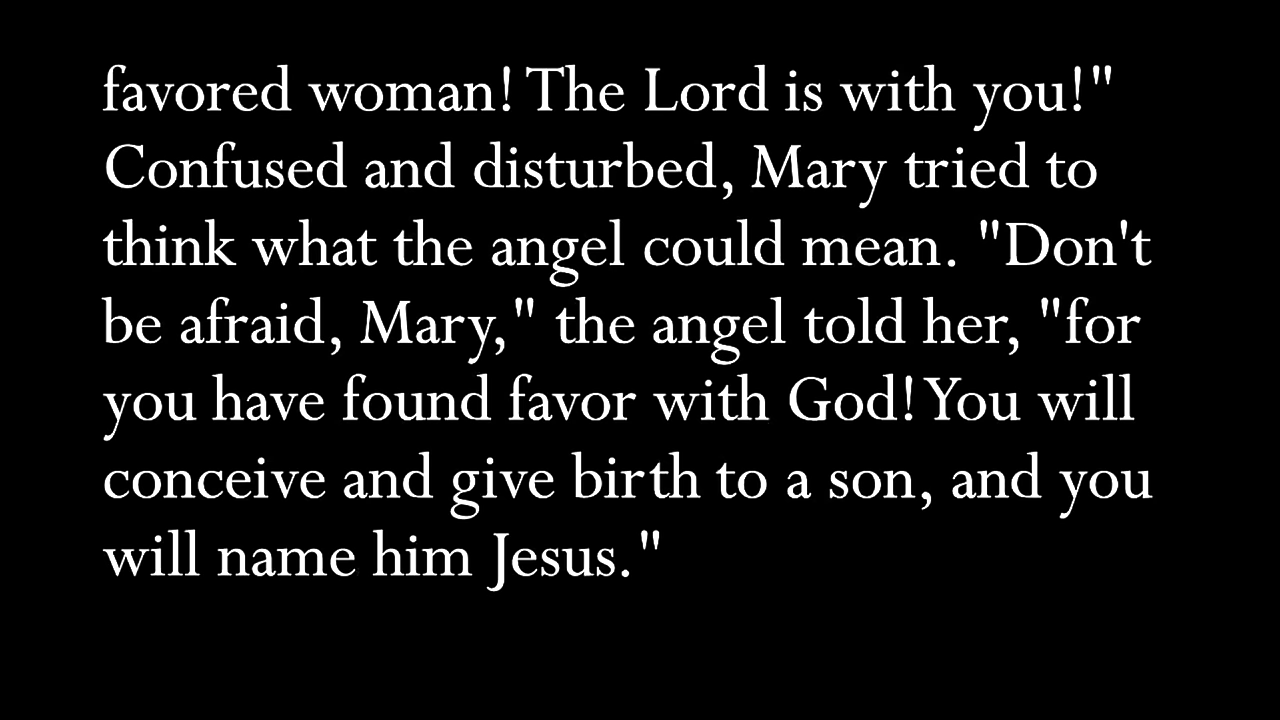 favored woman! The Lord is with you!"
Confused and disturbed, Mary tried to
think what the angel could mean. "Don't
be afraid, Mary," the angel told her, "for
you have found favor with God! You will
conceive and give birth to a son, and you
will name him Jesus."